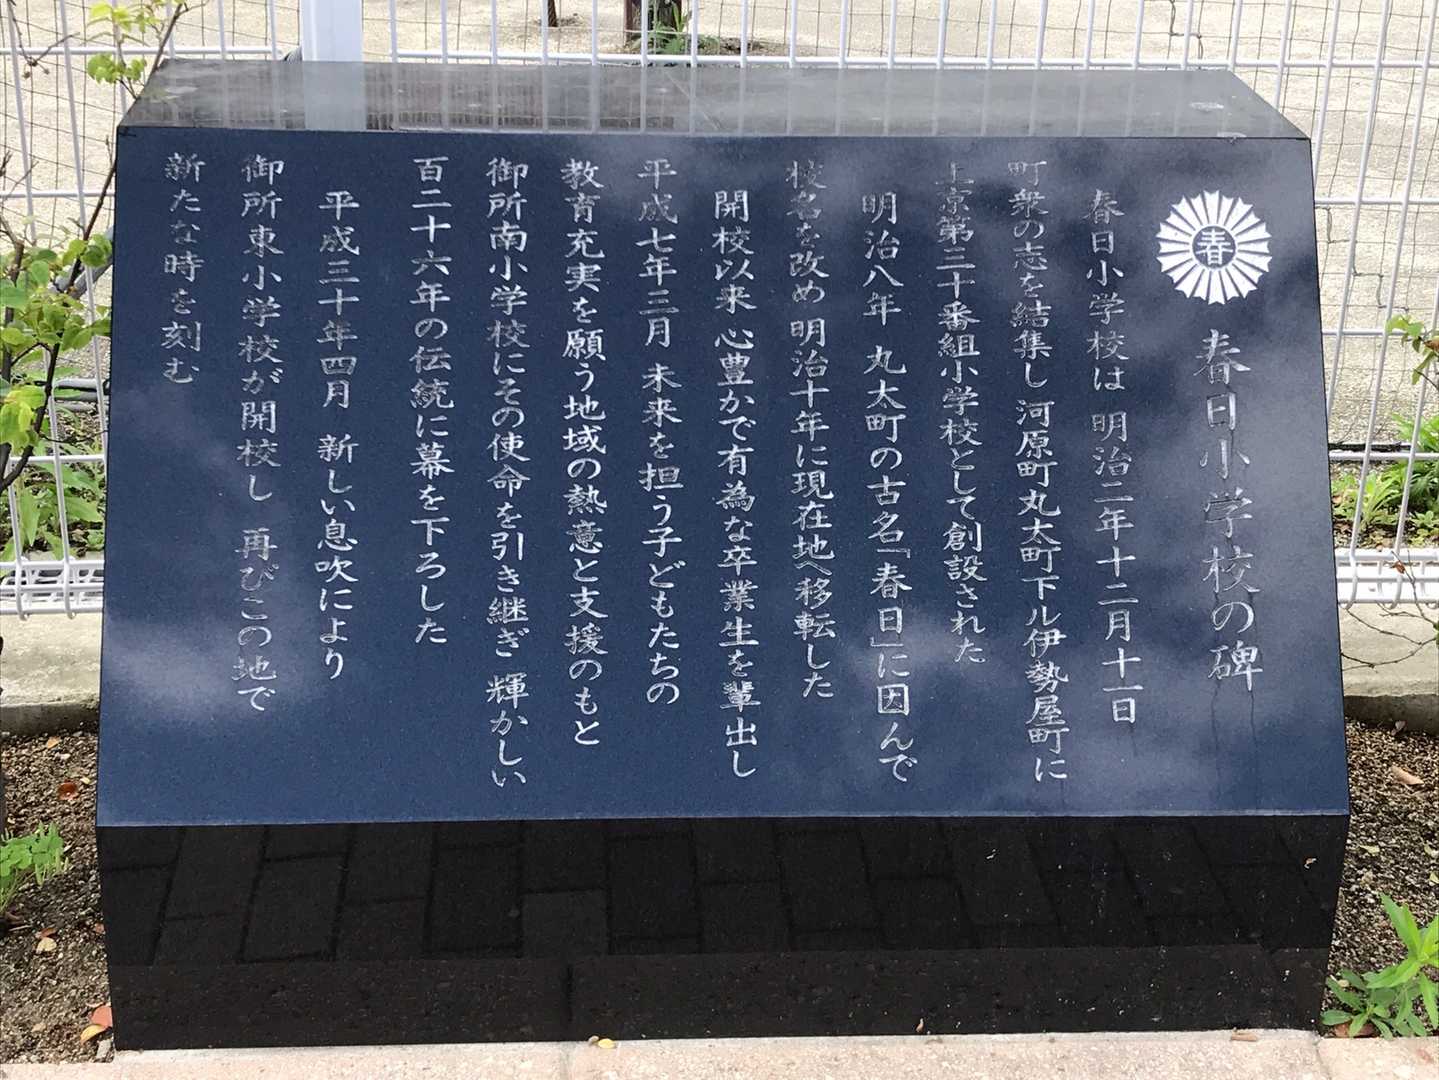 春
春日小学校の碑
春日小学校は 明治二年十二月十一日
町衆の志を結集し 河原町丸太町下ル伊勢屋町に
上京第三十番組小学校として創設された
明治八年 丸太町の古名「春日」に因んで
校名を改め 明治十年に現在地へ移転した
開校以来 心豊かで有為な卒業生を輩出し
平成七年三月 未来を担う子どもたちの
教育充実を願う地域の熱意と支援のもと
御所南小学校にその使命を引き継ぎ 輝かしい
百二十六年の伝統に幕を下ろした
平成三十年四月 新しい息吹により
御所東小学校が開校し 再びこの地で
新たな時を刻む